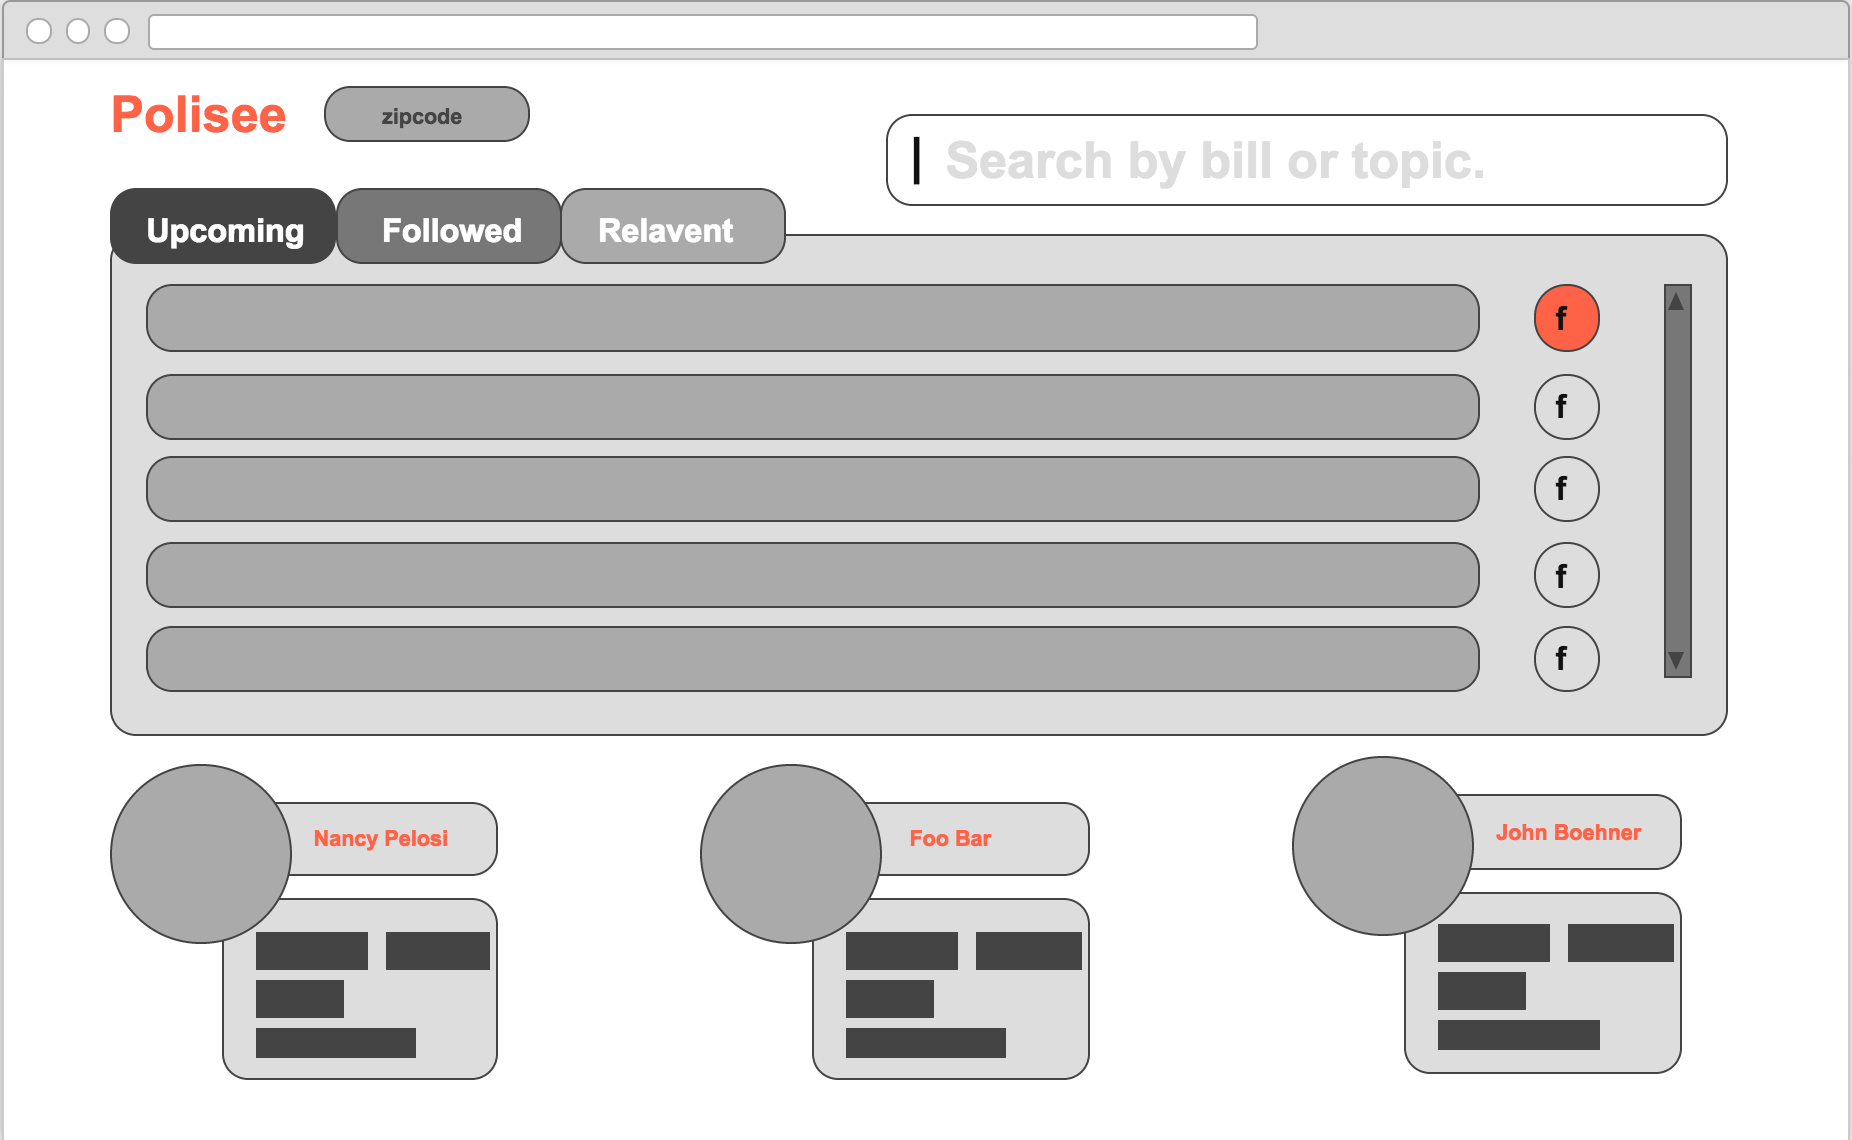 Polisee
zipcode
Search by bill or topic.
Upcoming
Followed
Relavent
f
f
f
f
f
Nancy Pelosi
Foo Bar
John Boehner